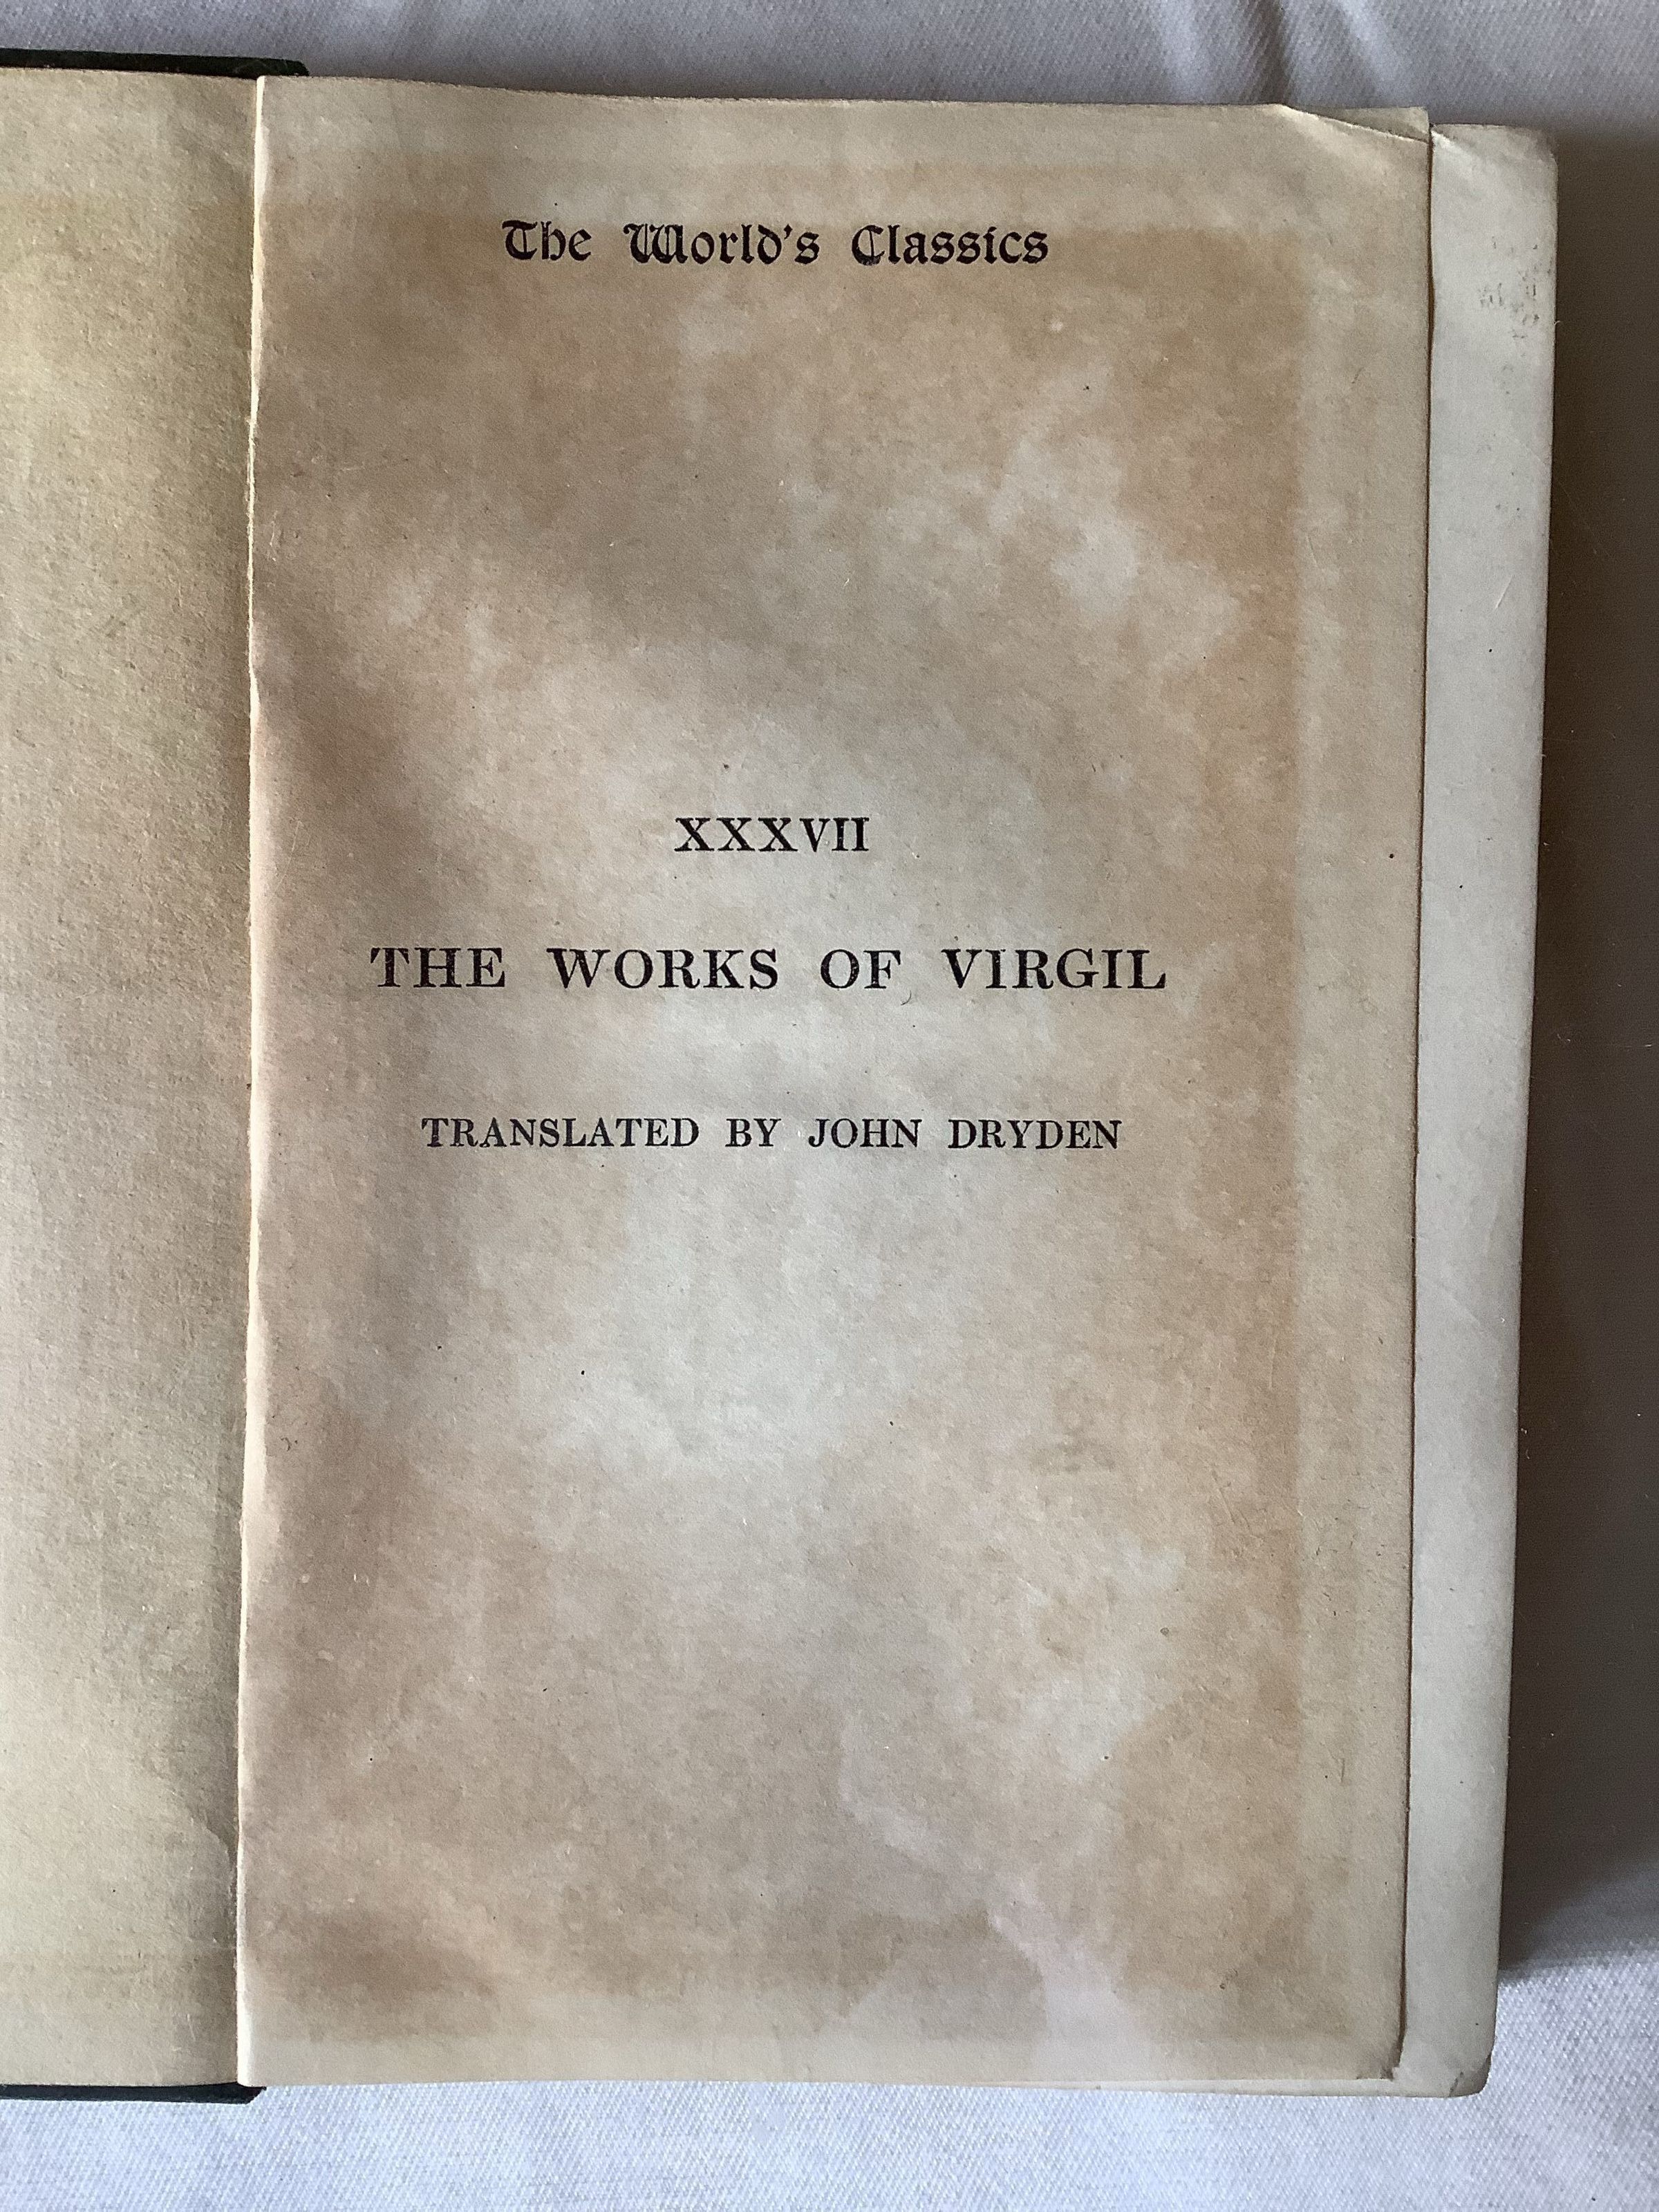 The World's Classics
XXXVII
THE WORKS OF VIRGIL
TRANSLATED BY JOHN DRYDEN